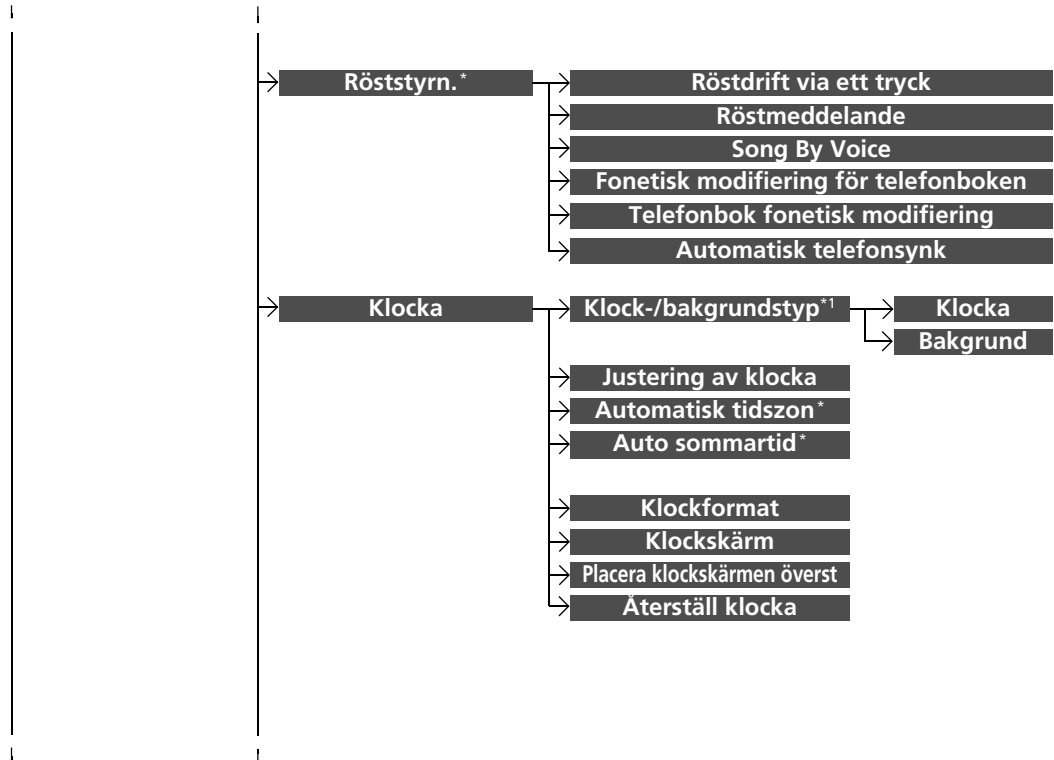 Röststyrn.*
Röstdrift via ett tryck
Röstmeddelande
Song By Voice
Fonetisk modifiering för telefonboken
Telefonbok fonetisk modifiering
Automatisk telefonsynk
Klocka
Klock-/bakgrundstyp*1
Klocka
Bakgrund
Justering av klocka
Automatisk tidszon*
Auto sommartid*
Klockformat
Klockskärm
Placera klockskärmen överst
Återställ klocka